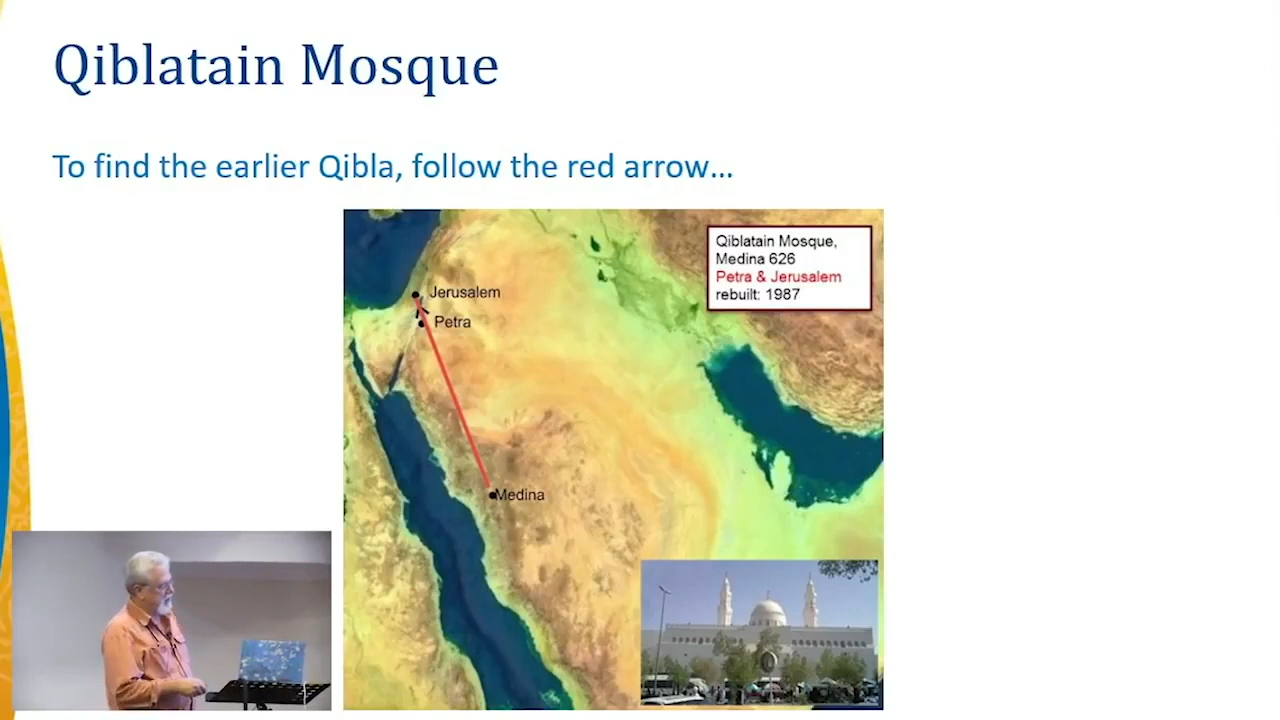 Qiblatain Mosque
To find the earlier Qibla, follow the red arrow...
Qiblatain Mosque,
Medina 626
Petra & Jerusalem
rebuilt: 1987
Jerusalem
Petra
Medina